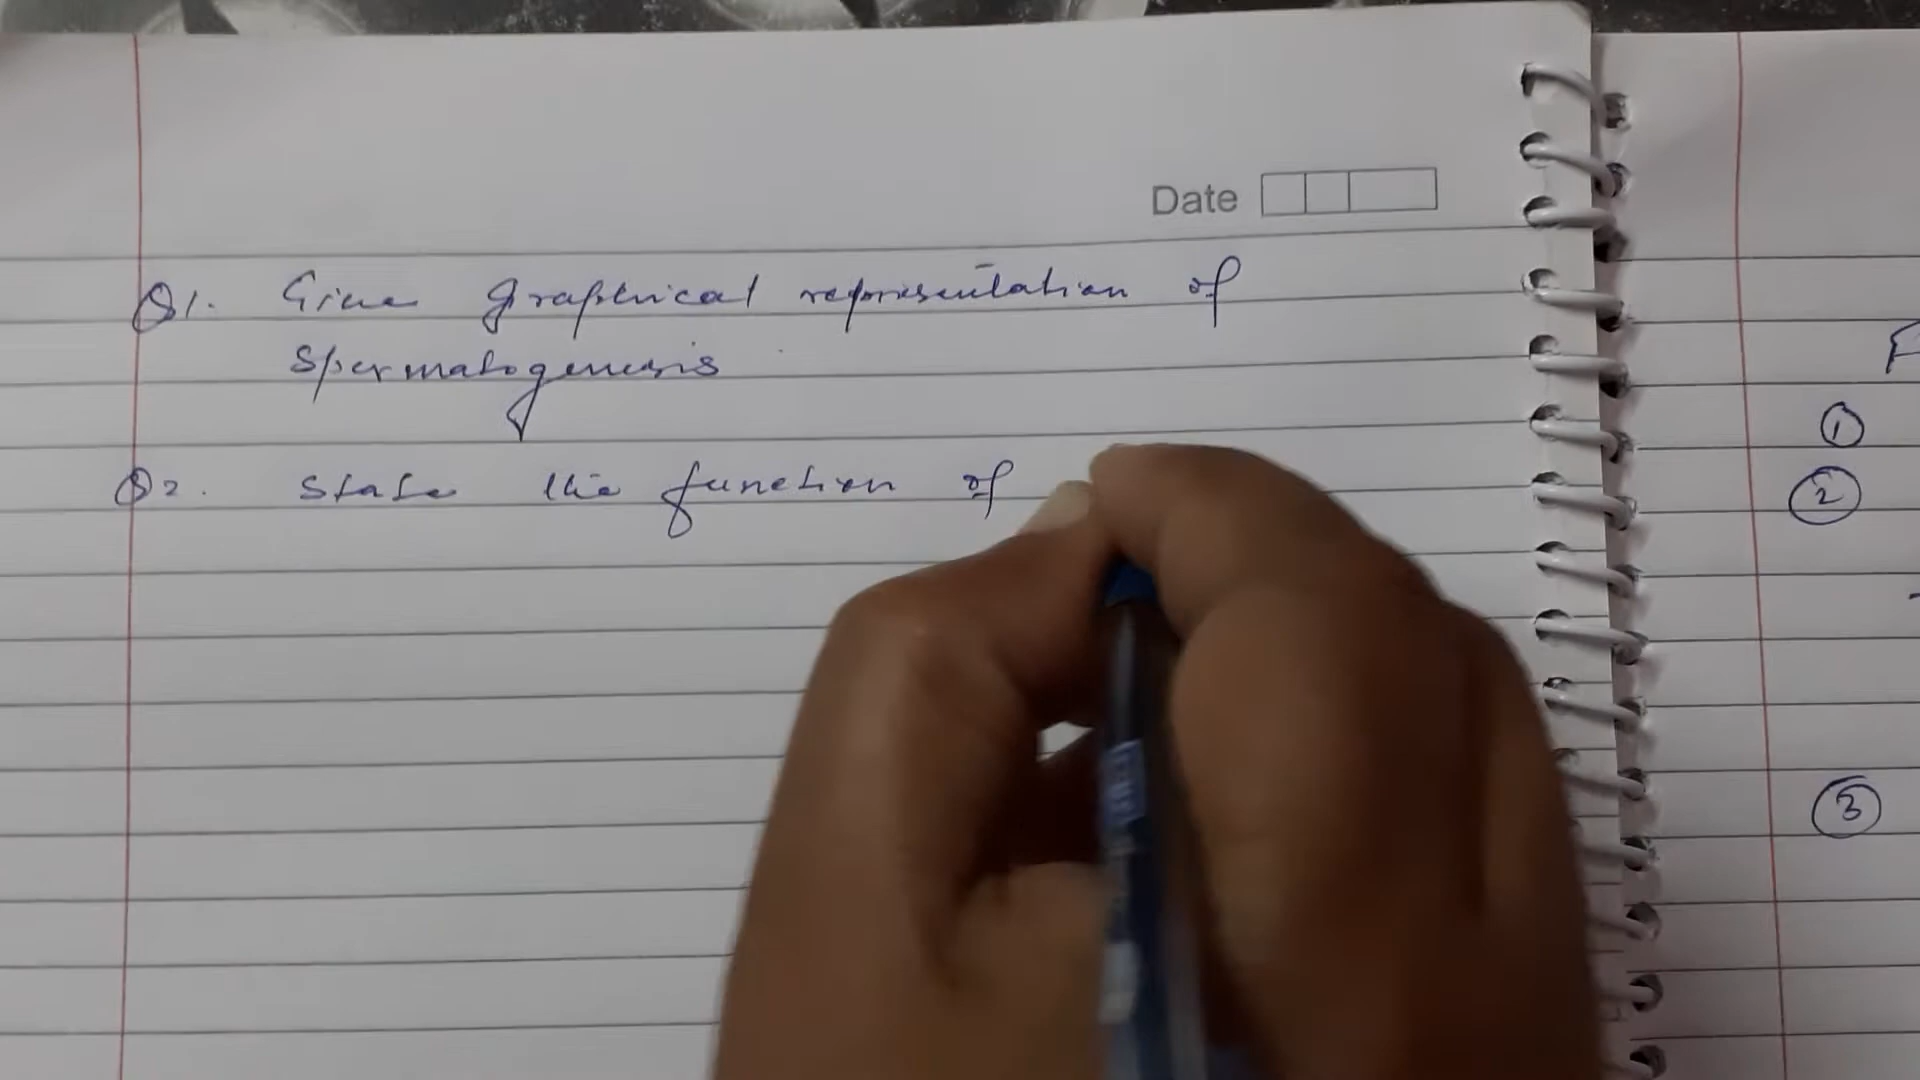 Date
Q1. Give graphical representation of
spermatogenesis
Q2. State the function of
F
1
2
3